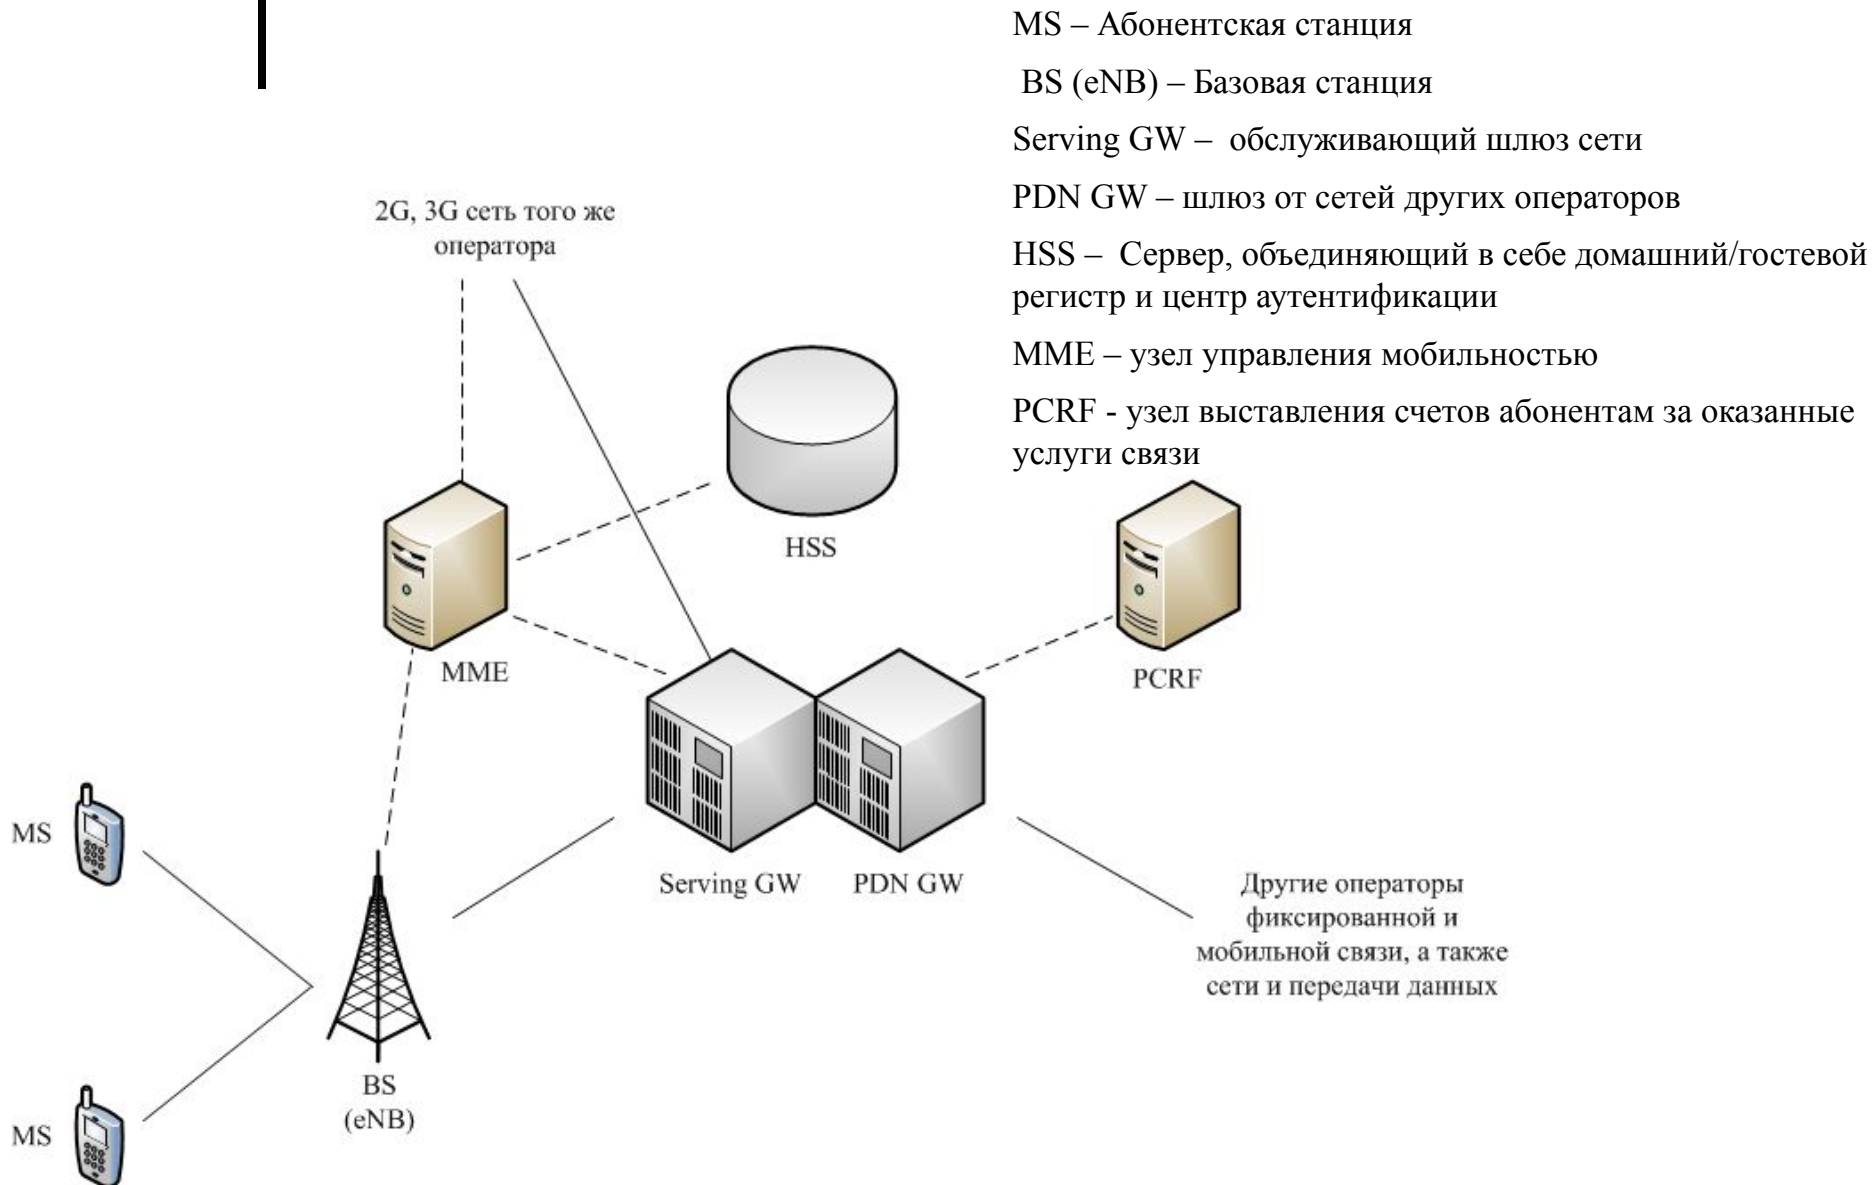 MS – Абонентская станция
BS (eNB) – Базовая станция
Serving GW – обслуживающий шлюз сети
PDN GW – шлюз от сетей других операторов
HSS – Сервер, объединяющий в себе домашний/гостевой
регистр и центр аутентификации
MME – узел управления мобильностью
PCRF - узел выставления счетов абонентам за оказанные
услуги связи
2G, 3G сеть того же
оператора
HSS
MME
PCRF
MS
Serving GW
PDN GW
Другие операторы
фиксированной и
мобильной связи, а также
сети и передачи данных
BS
(eNB)
MS